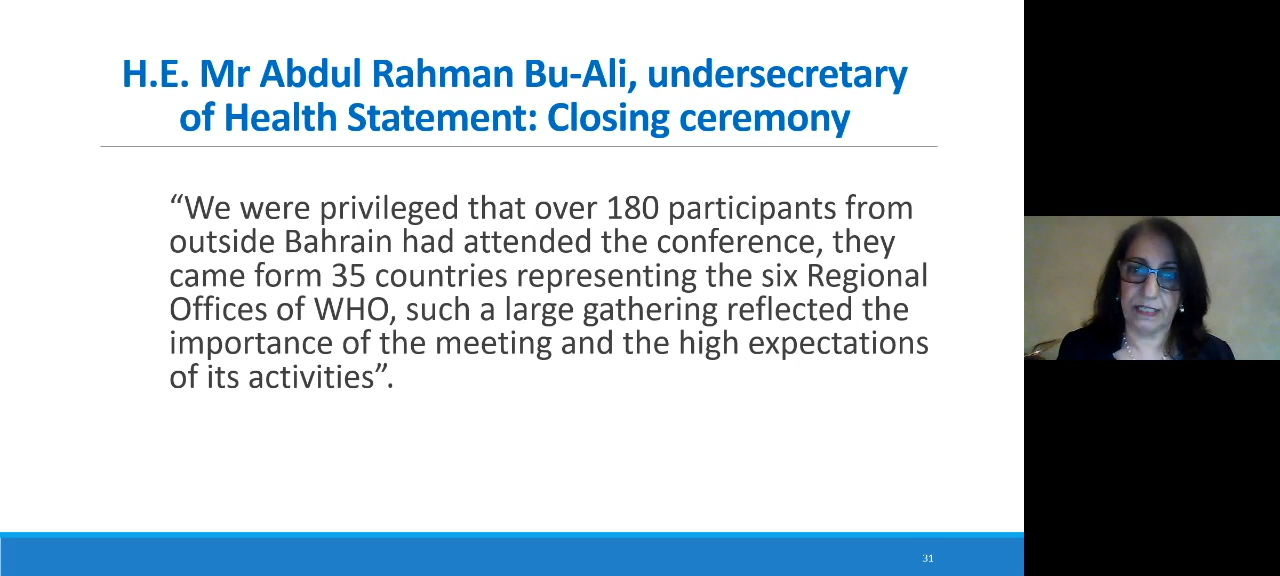 H.E. Mr Abdul Rahman Bu-Ali, undersecretary
of Health Statement: Closing ceremony
“We were privileged that over 180 participants from
outside Bahrain had attended the conference, they
came form 35 countries representing the six Regional
Offices of WHO, such a large gathering reflected the
importance of the meeting and the high expectations
of its activities”.
31